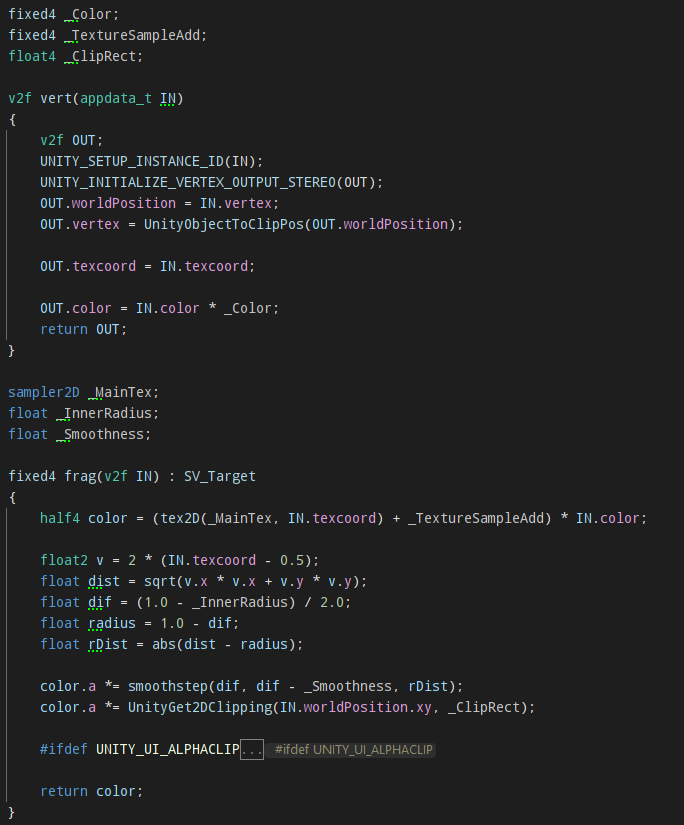 fixed4 _Color;
fixed4 _TextureSampleAdd;
float4 _ClipRect;

v2f vert(appdata_t IN)
{
    v2f OUT;
    UNITY_SETUP_INSTANCE_ID(IN);
    UNITY_INITIALIZE_VERTEX_OUTPUT_STEREO(OUT);
    OUT.worldPosition = IN.vertex;
    OUT.vertex = UnityObjectToClipPos(OUT.worldPosition);

    OUT.texcoord = IN.texcoord;

    OUT.color = IN.color * _Color;
    return OUT;
}

sampler2D _MainTex;
float _InnerRadius;
float _Smoothness;

fixed4 frag(v2f IN) : SV_Target
{
    half4 color = (tex2D(_MainTex, IN.texcoord) + _TextureSampleAdd) * IN.color;

    float2 v = 2 * (IN.texcoord - 0.5);
    float dist = sqrt(v.x * v.x + v.y * v.y);
    float dif = (1.0 - _InnerRadius) / 2.0;
    float radius = 1.0 - dif;
    float rDist = abs(dist - radius);

    color.a *= smoothstep(dif, dif - _Smoothness, rDist);
    color.a *= UnityGet2DClipping(IN.worldPosition.xy, _ClipRect);

    #ifdef UNITY_UI_ALPHACLIP... #ifdef UNITY_UI_ALPHACLIP

    return color;
}